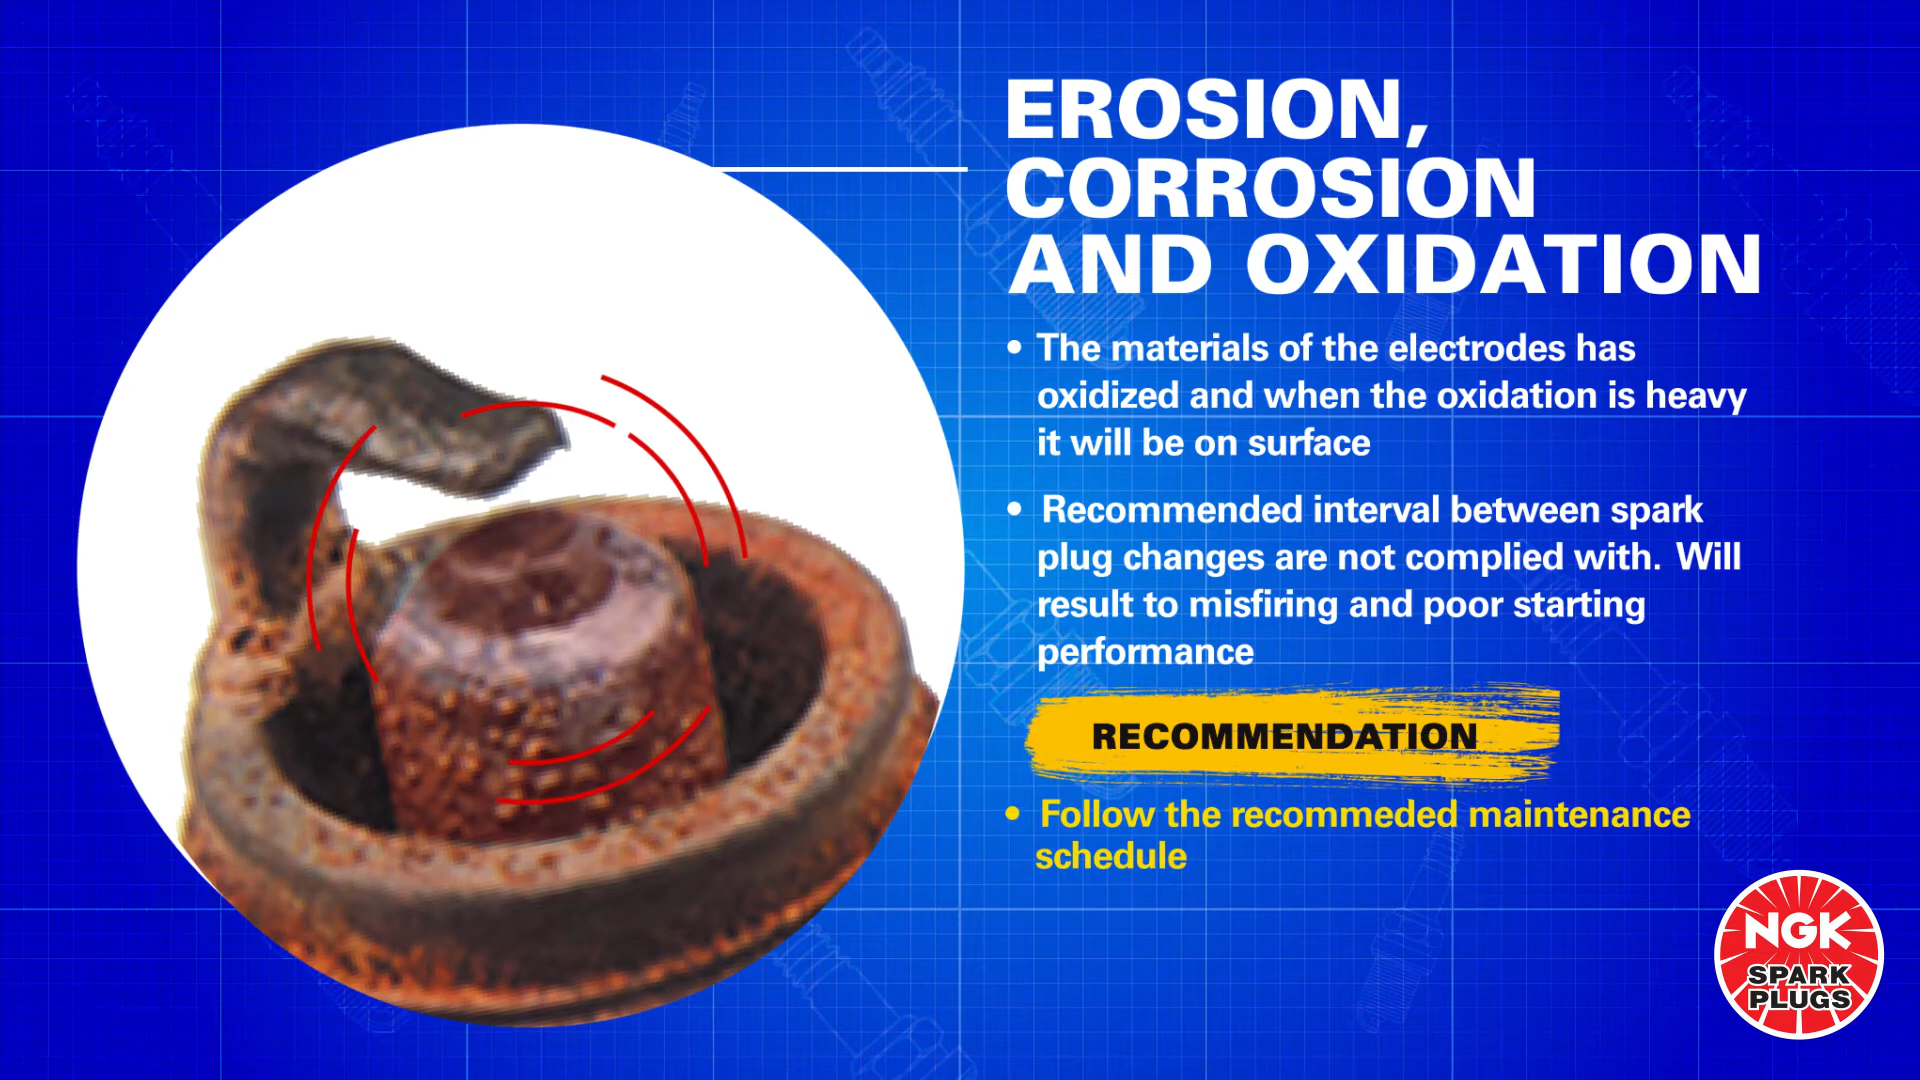 EROSION,
CORROSION
AND OXIDATION
• The materials of the electrodes has
oxidized and when the oxidation is heavy
it will be on surface
• Recommended interval between spark
plug changes are not complied with. Will
result to misfiring and poor starting
performance
RECOMMENDATION
• Follow the recommeded maintenance
schedule
NGK
SPARK
PLUGS